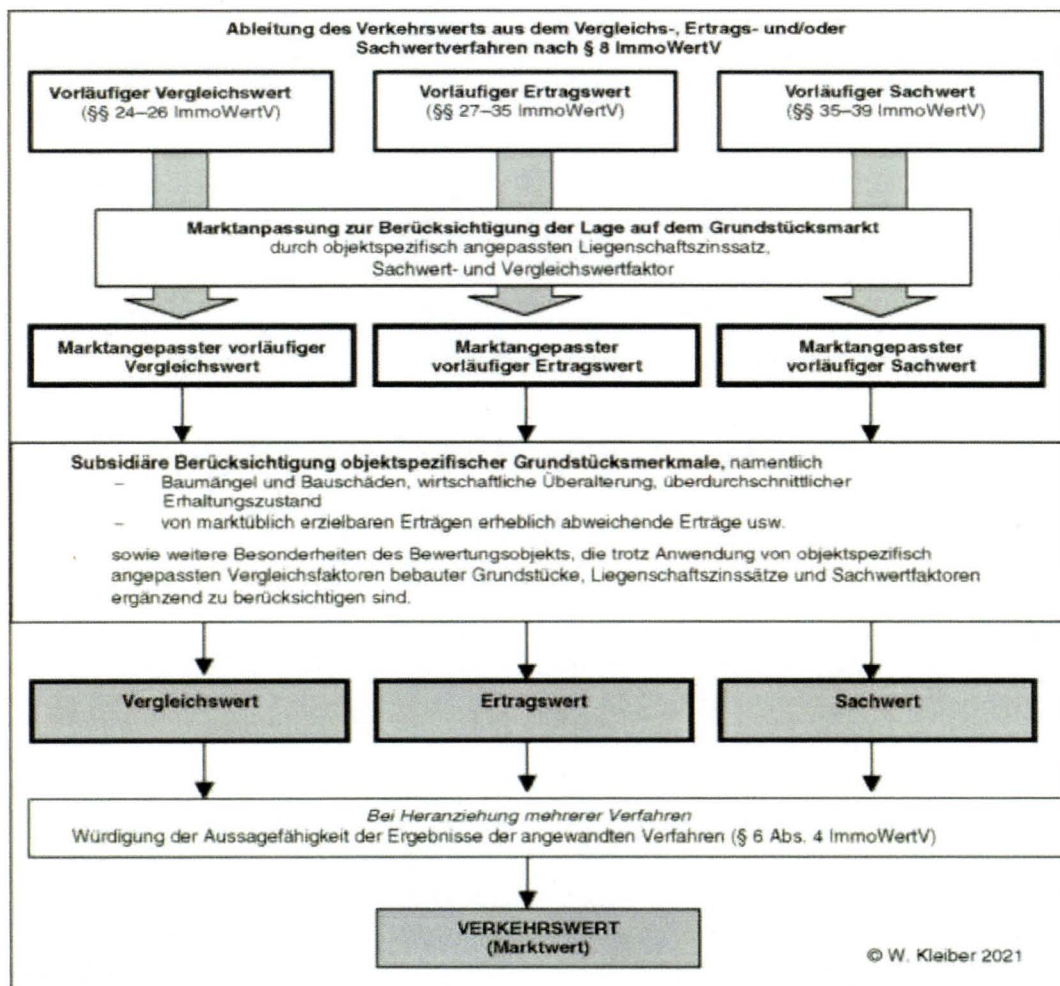 Ableitung des Verkehrswerts aus dem Vergleichs-, Ertrags- und/oder
Sachwertverfahren nach § 8 ImmoWertV
Vorläufiger Vergleichswert
(§§ 24–26 ImmoWertV)
Vorläufiger Ertragswert
(§§ 27–35 ImmoWertV)
Vorläufiger Sachwert
(§§ 35–39 ImmoWertV)
Marktanpassung zur Berücksichtigung der Lage auf dem Grundstücksmarkt
durch objektspezifisch angepassten Liegenschaftszinssatz,
Sachwert- und Vergleichswertfaktor
Marktangepasster vorläufiger
Vergleichswert
Marktangepasster
vorläufiger Ertragswert
Marktangepasster
vorläufiger Sachwert
Subsidiäre Berücksichtigung objektspezifischer Grundstücksmerkmale, namentlich
– Baumängel und Bauschäden, wirtschaftliche Überalterung, überdurchschnittlicher
Erhaltungszustand
– von marktüblich erzielbaren Erträgen erheblich abweichende Erträge usw.
sowie weitere Besonderheiten des Bewertungsobjekts, die trotz Anwendung von objektspezifisch
angepassten Vergleichsfaktoren bebauter Grundstücke, Liegenschaftszinssätze und Sachwertfaktoren
ergänzend zu berücksichtigen sind.
Vergleichswert
Ertragswert
Sachwert
Bei Heranziehung mehrerer Verfahren
Würdigung der Aussagefähigkeit der Ergebnisse der angewandten Verfahren (§ 6 Abs. 4 ImmoWertV)
VERKEHRSWERT
(Marktwert)
© W. Kleiber 2021